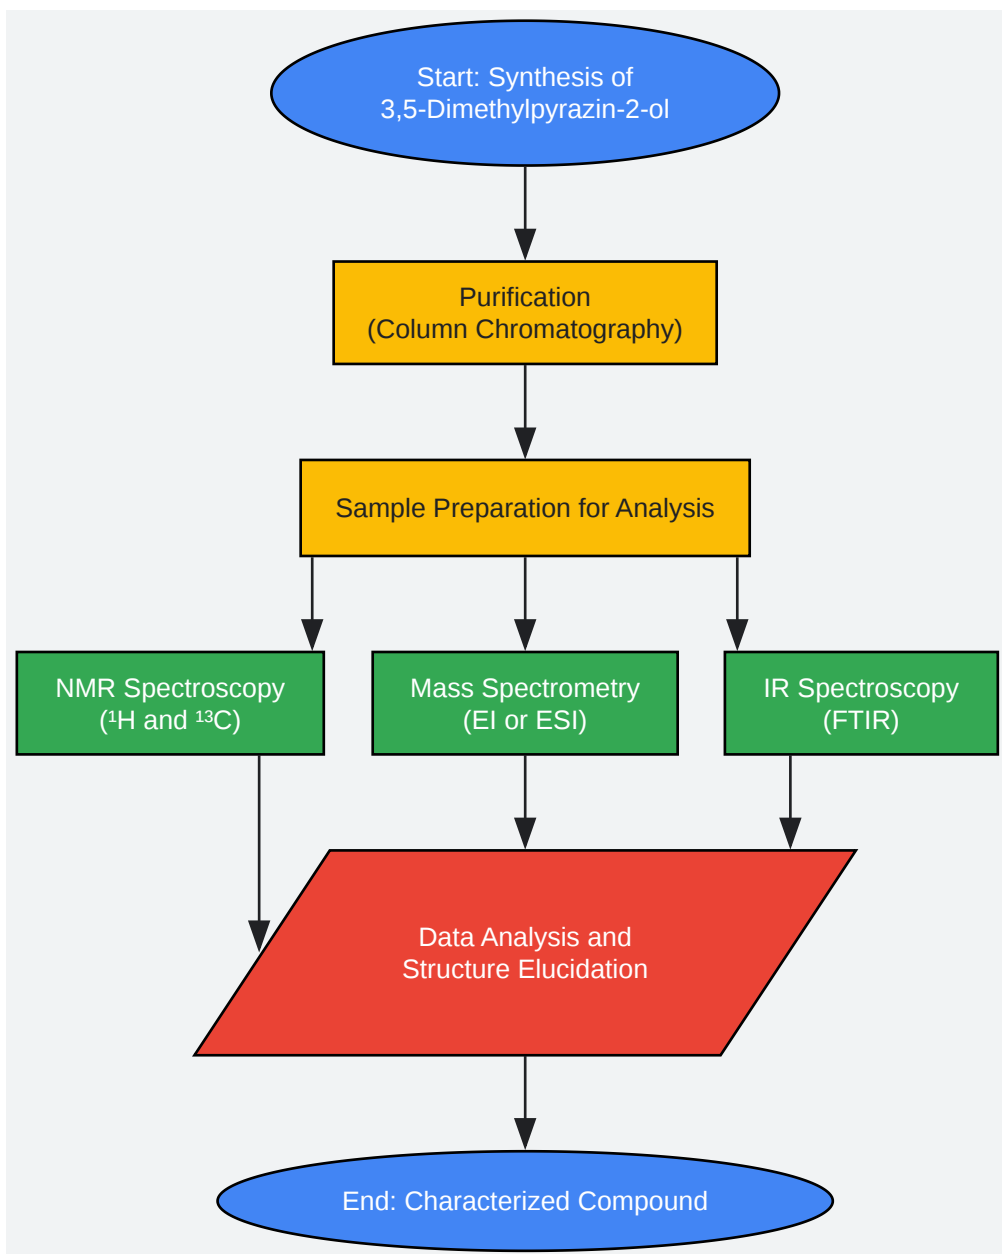 Start: Synthesis of
3,5-Dimethylpyrazin-2-ol
Purification
(Column Chromatography)
Sample Preparation for Analysis
NMR Spectroscopy
(¹H and ¹³C)
Mass Spectrometry
(EI or ESI)
IR Spectroscopy
(FTIR)
Data Analysis and
Structure Elucidation
End: Characterized Compound